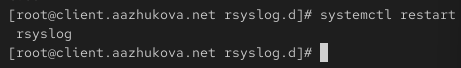 [root@client.aazhukova.net rsyslog.d]# systemctl restart
rsyslog
[root@client.aazhukova.net rsyslog.d]#